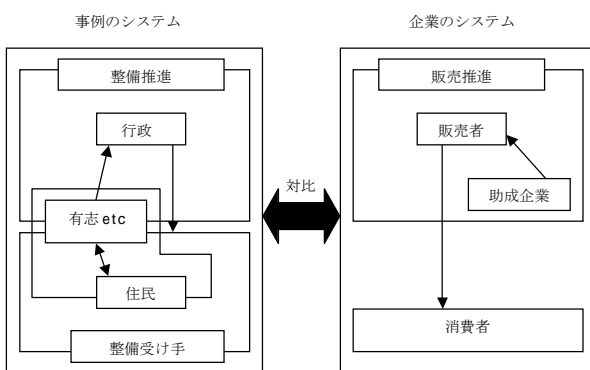 事例のシステム
企業のシステム
整備推進
販売推進
行政
販売者
対比
助成企業
有志 etc
住民
消費者
整備受け手